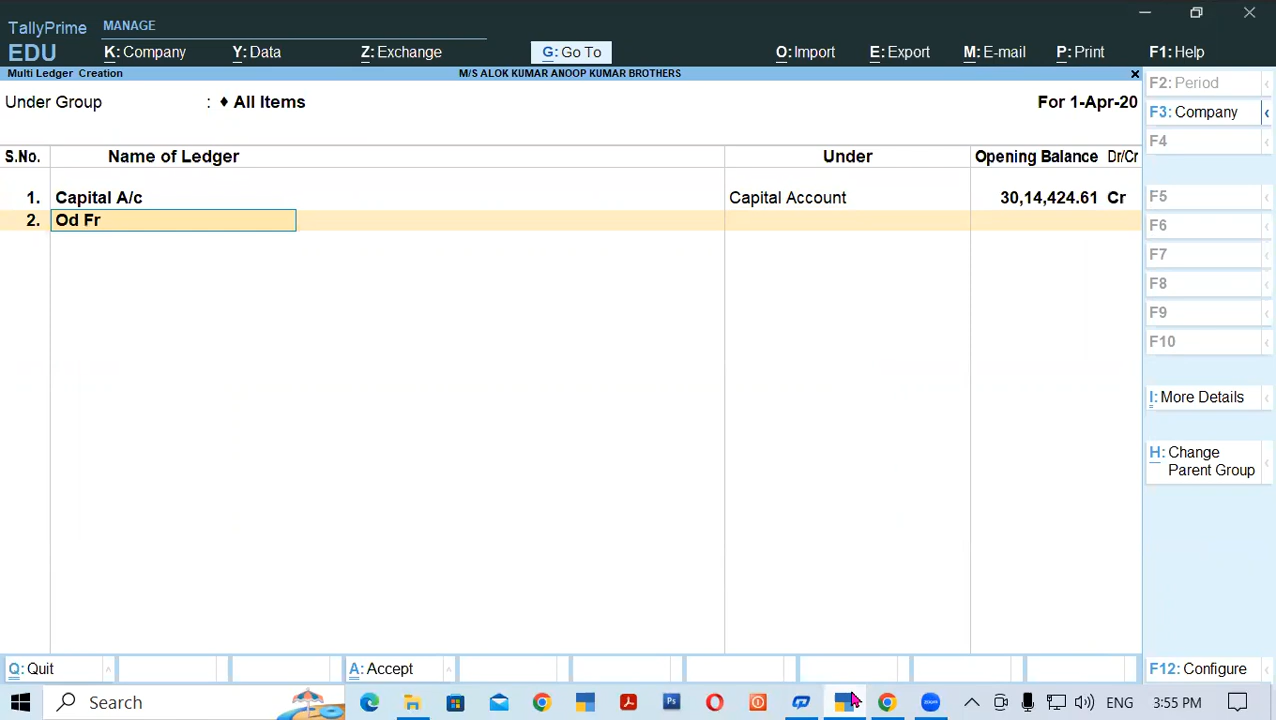 TallyPrime MANAGE
EDU K: Company Y: Data Z: Exchange G: Go To O: Import E: Export M: E-mail P: Print F1: Help
Multi Ledger Creation M/S ALOK KUMAR ANOOP KUMAR BROTHERS
Under Group : ♦ All Items For 1-Apr-20
S.No. Name of Ledger Under Opening Balance Dr/Cr
1. Capital A/c Capital Account 30,14,424.61 Cr
2. Od Fr
F2: Period
F3: Company
F4
F5
F6
F7
F8
F9
F10
I: More Details
H: Change
Parent Group
Q: Quit A: Accept F12: Configure
Search ENG 3:55 PM